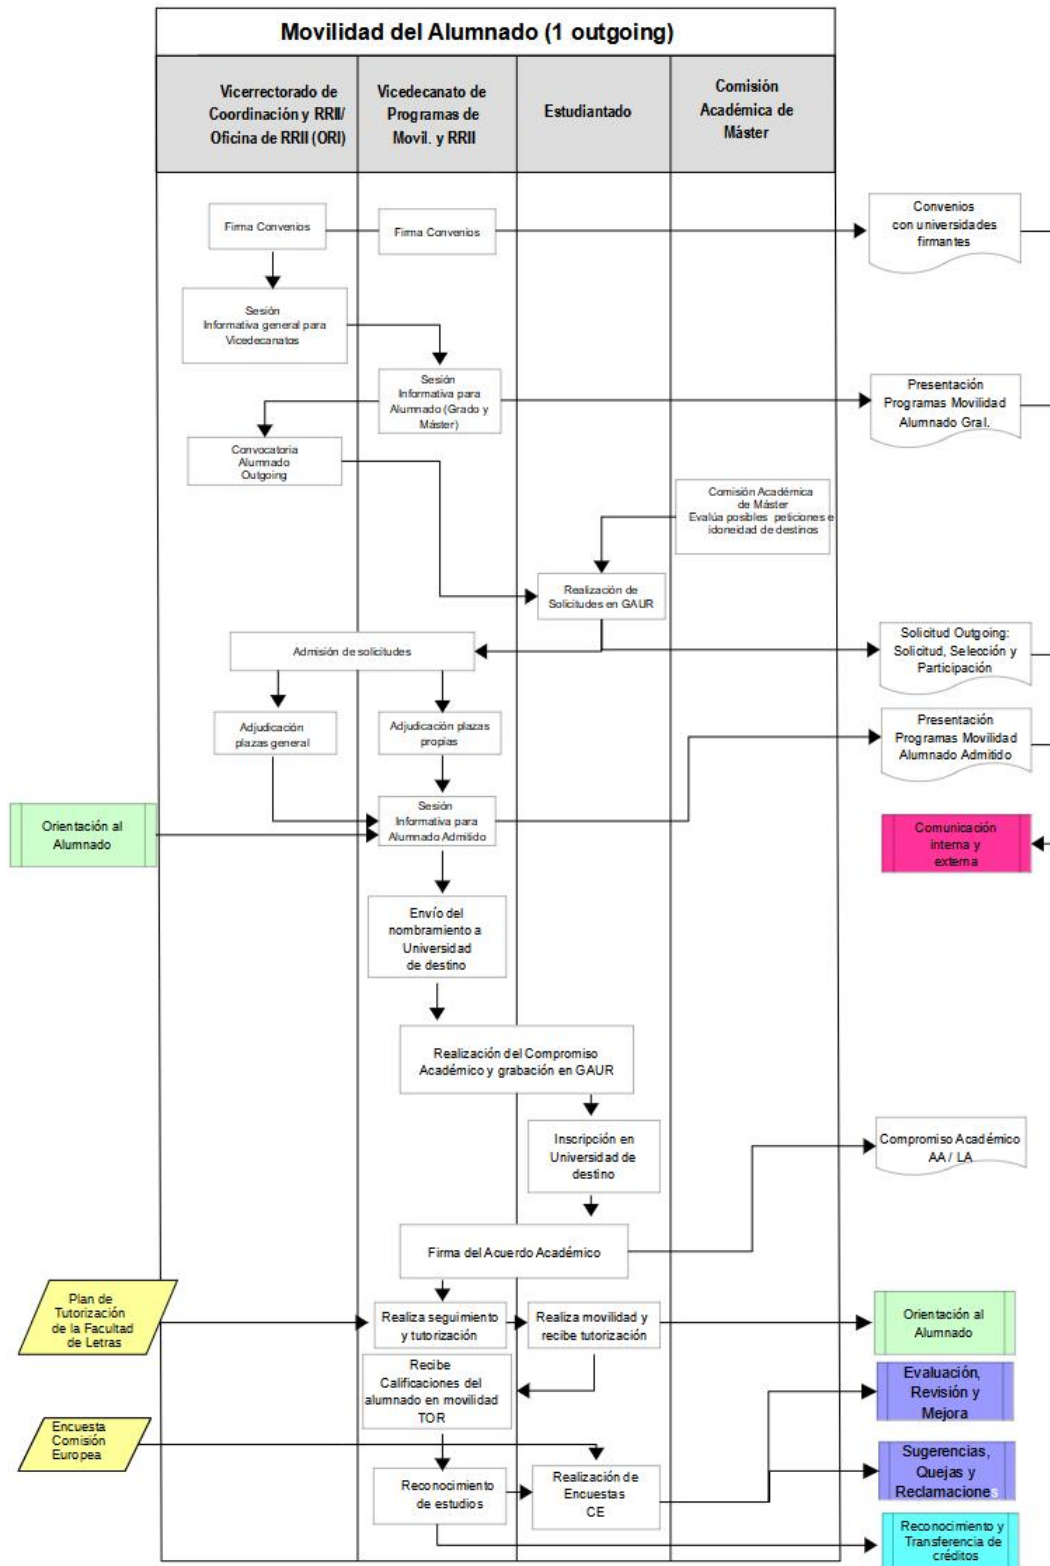 Movilidad del Alumnado (1 outgoing)
Vicerrectorado de
Coordinación y RRII/
Oficina de RRII (ORI)
Vicedecanato de
Programas de
Movil. y RRII
Estudiantado
Comisión
Académica de
Máster
Firma Convenios
Firma Convenios
Convenios
con universidades
firmantes
Sesión
Informativa general para
Vicedecanatos
Sesión
Informativa para
Alumnado (Grado y
Máster)
Presentación
Programas Movilidad
Alumnado Gral.
Convocatoria
Alumnado
Outgoing
Comisión Académica
de Máster
Evalúa posibles peticiones e
idoneidad de destinos
Realización de
Solicitudes en GAUR
Admisión de solicitudes
Solicitud Outgoing:
Solicitud, Selección y
Participación
Adjudicación
plazas general
Adjudicación plazas
propias
Presentación
Programas Movilidad
Alumnado Admitido
Orientación al
Alumnado
Sesión
Informativa para
Alumnado Admitido
Comunicación
interna y
externa
Envío del
nombramiento a
Universidad
de destino
Realización del Compromiso
Académico y grabación en GAUR
Inscripción en
Universidad de
destino
Compromiso Académico
AA / LA
Firma del Acuerdo Académico
Plan de
Tutorización
de la Facultad
de Letras
Realiza seguimiento
y tutorización
Realiza movilidad y
recibe tutorización
Orientación al
Alumnado
Recibe
Calificaciones del
alumnado en movilidad
TOR
Evaluación,
Revisión y
Mejora
Encuesta
Comisión
Europea
Reconocimiento
de estudios
Realización de
Encuestas
CE
Sugerencias,
Quejas y
Reclamaciones
Reconocimiento y
Transferencia de
créditos